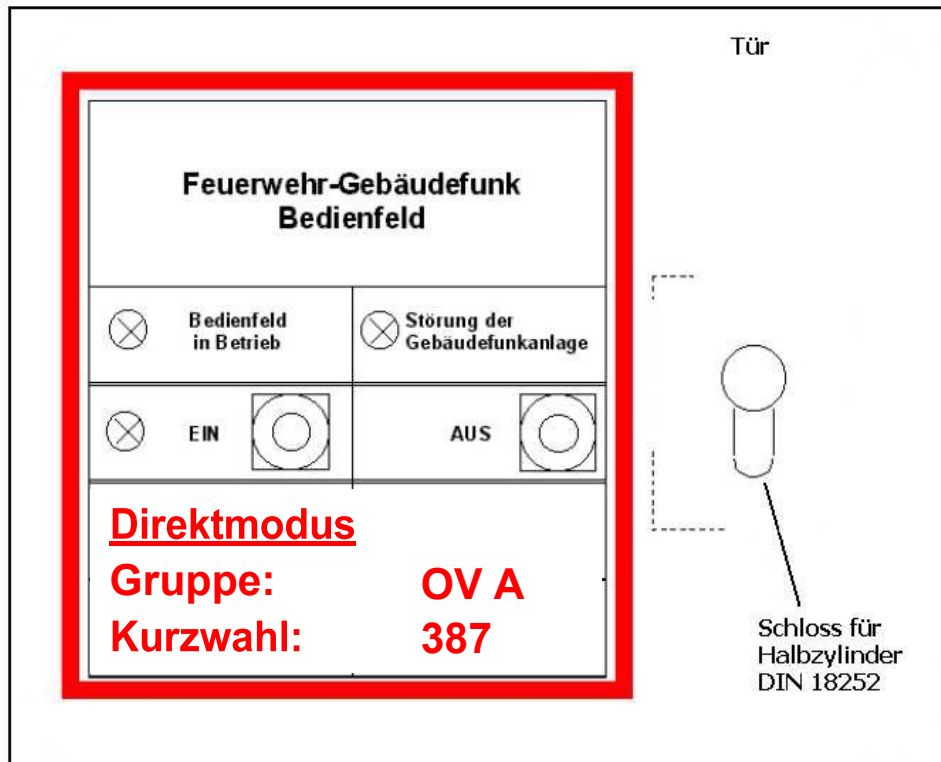 Tür
Feuerwehr-Gebäudefunk
Bedienfeld
Bedienfeld
in Betrieb
Störung der
Gebäudefunkanlage
EIN
AUS
Direktmodus
Gruppe: OV A
Kurzwahl: 387
Schloss für
Halbzylinder
DIN 18252